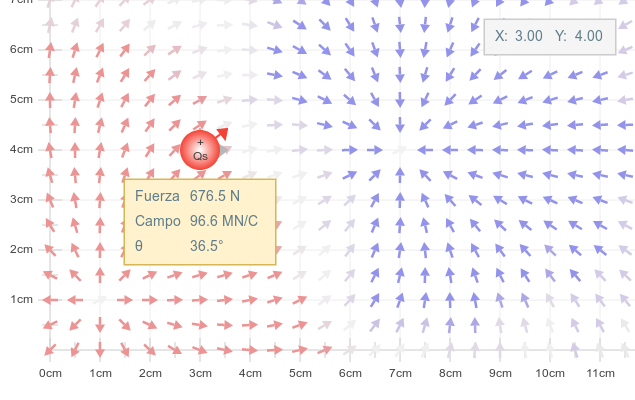 7cm
6cm
X: 3.00 Y: 4.00
5cm
4cm
+
Qs
3cm
Fuerza 676.5 N
Campo 96.6 MN/C
θ 36.5°
2cm
1cm
0cm 1cm 2cm 3cm 4cm 5cm 6cm 7cm 8cm 9cm 10cm 11cm